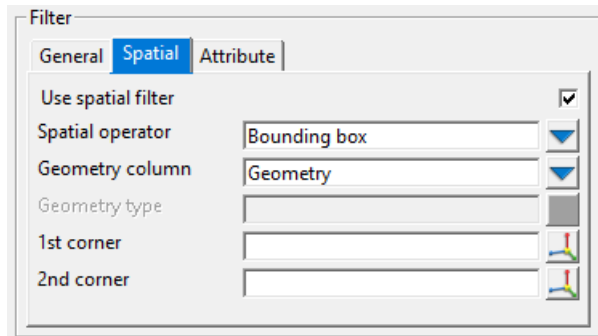 Filter
General Spatial Attribute
Use spatial filter
Spatial operator Bounding box
Geometry column Geometry
Geometry type
1st corner
2nd corner